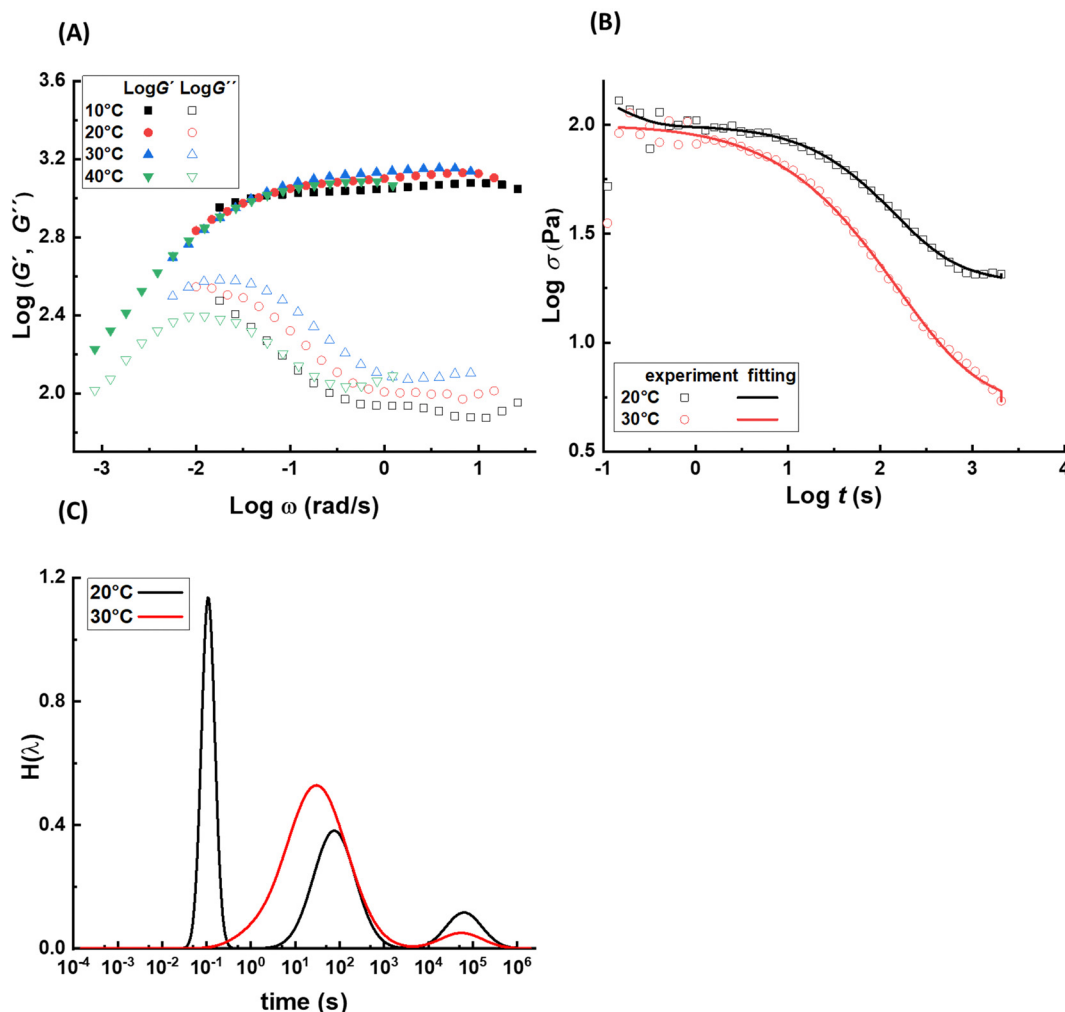 (A)
3.6
3.2
2.8
2.4
2.0
Log (G′, G′′)
LogG′ LogG′′
10°C
20°C
30°C
40°C
-3 -2 -1 0 1
Log ω (rad/s)
(B)
2.0
1.5
1.0
0.5
Log σ (Pa)
experiment fitting
20°C
30°C
-1 0 1 2 3 4
Log t (s)
(C)
1.2
0.8
0.4
0.0
H(λ)
20°C
30°C
10⁻⁴ 10⁻³ 10⁻² 10⁻¹ 10⁰ 10¹ 10² 10³ 10⁴ 10⁵ 10⁶
time (s)